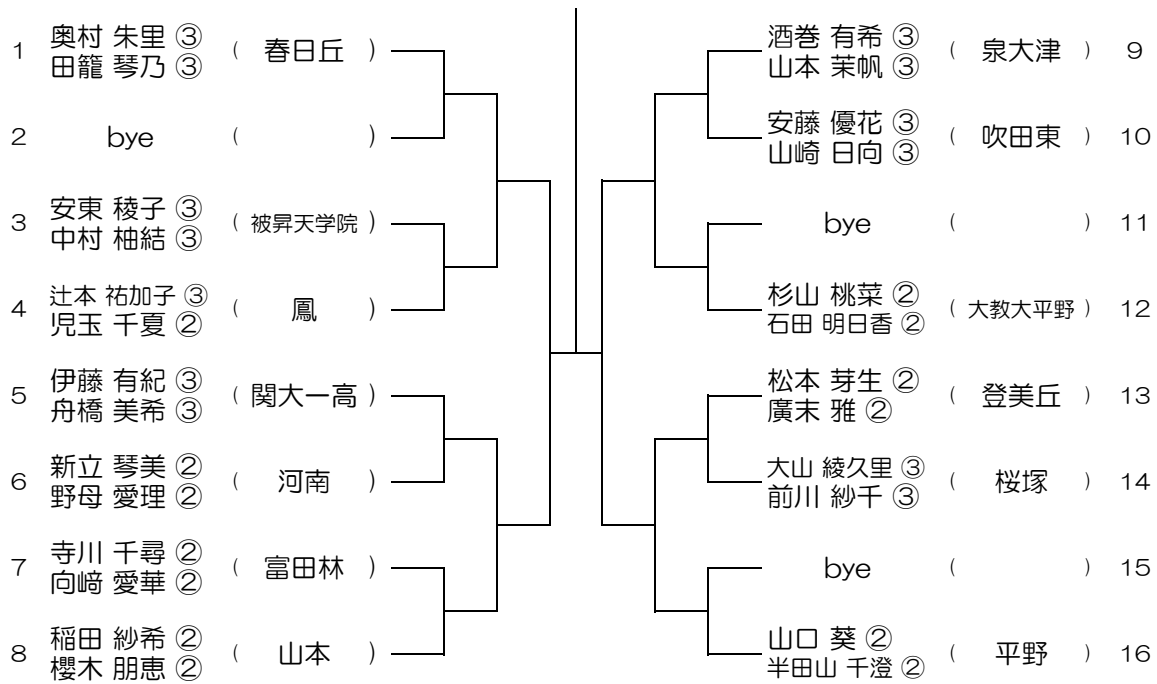 1 奥村 朱里 ③ ( 春日丘 )
田籠 琴乃 ③
2 bye ( )
3 安東 稜子 ③ ( 被昇天学院 )
中村 柚結 ③
4 辻本 祐加子 ③ ( 鳳 )
児玉 千夏 ②
5 伊藤 有紀 ③ ( 関大一高 )
舟橋 美希 ③
6 新立 琴美 ② ( 河南 )
野母 愛理 ②
7 寺川 千尋 ② ( 富田林 )
向﨑 愛華 ②
8 稲田 紗希 ② ( 山本 )
櫻木 朋恵 ②
酒巻 有希 ③ ( 泉大津 ) 9
山本 茉帆 ③
安藤 優花 ③ ( 吹田東 ) 10
山崎 日向 ③
bye ( ) 11
杉山 桃菜 ② ( 大教大平野 ) 12
石田 明日香 ②
松本 芽生 ② ( 登美丘 ) 13
廣末 雅 ②
大山 綾久里 ③ ( 桜塚 ) 14
前川 紗千 ③
bye ( ) 15
山口 葵 ② ( 平野 ) 16
半田山 千澄 ②